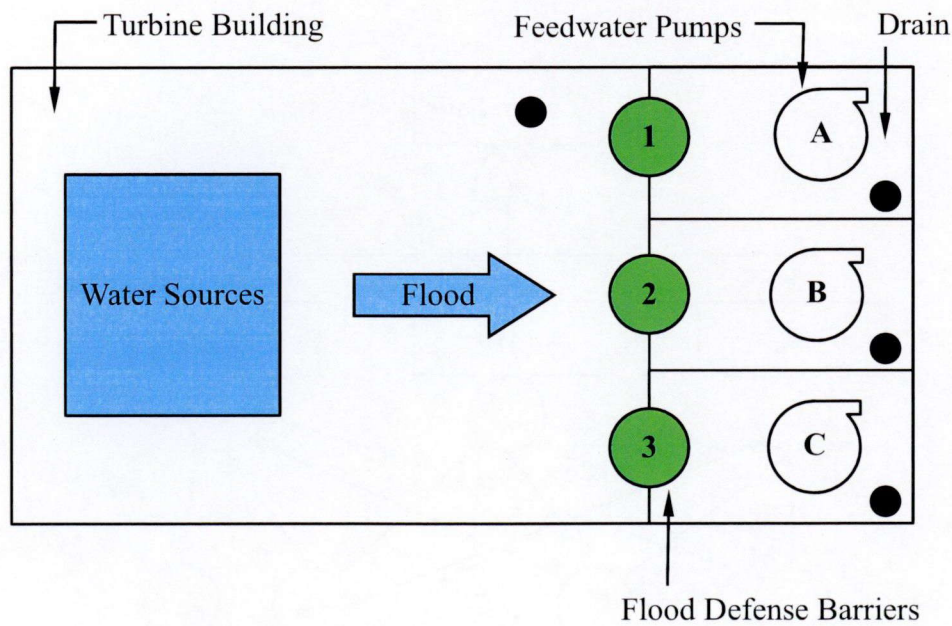 Turbine Building
Feedwater Pumps
Drain
1
A
Water Sources
Flood
2
B
3
C
Flood Defense Barriers